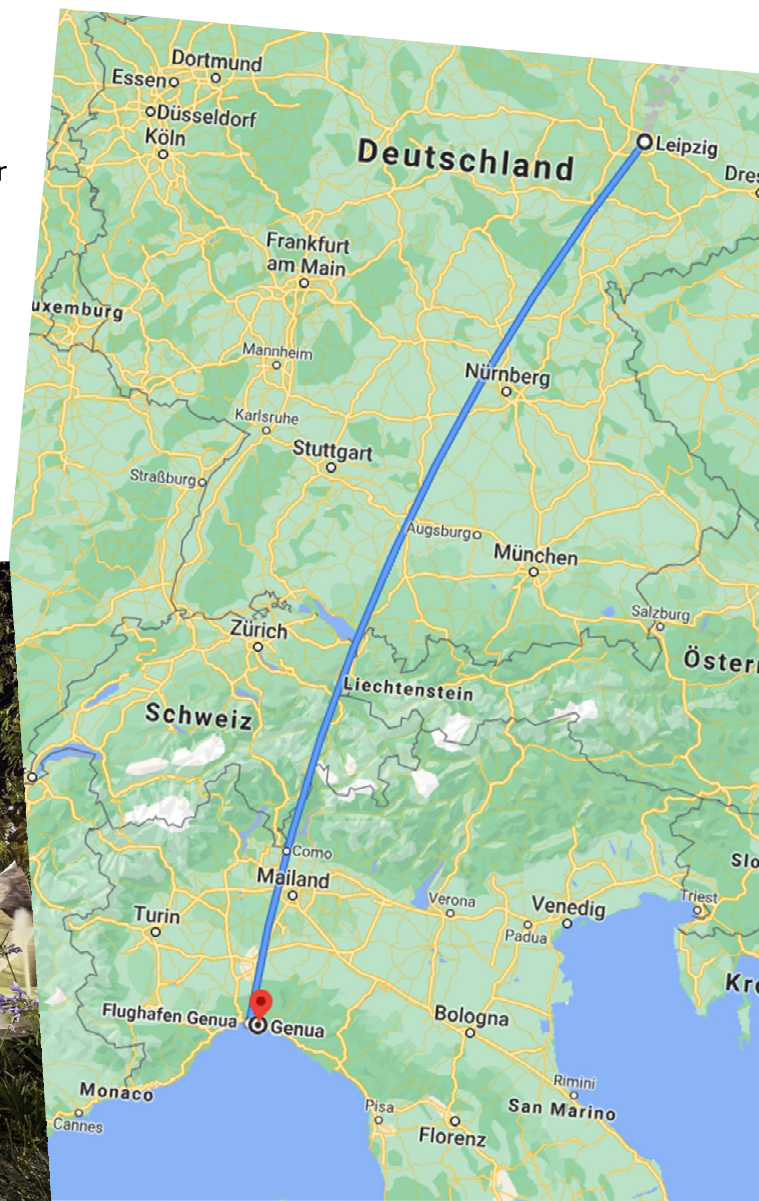 Dortmund
Essen
Düsseldorf
Köln
r
Deutschland
Leipzig
Dres
Frankfurt
am Main
uxemburg
Mannheim
Nürnberg
Karlsruhe
Stuttgart
Straßburg
Augsburg
München
Salzburg
Zürich
Österr
Liechtenstein
Schweiz
Como
Slo
Mailand
Triest
Verona
Venedig
Turin
Padua
Kro
Flughafen Genua
Genua
Bologna
Rimini
Monaco
San Marino
Pisa
Cannes
Florenz